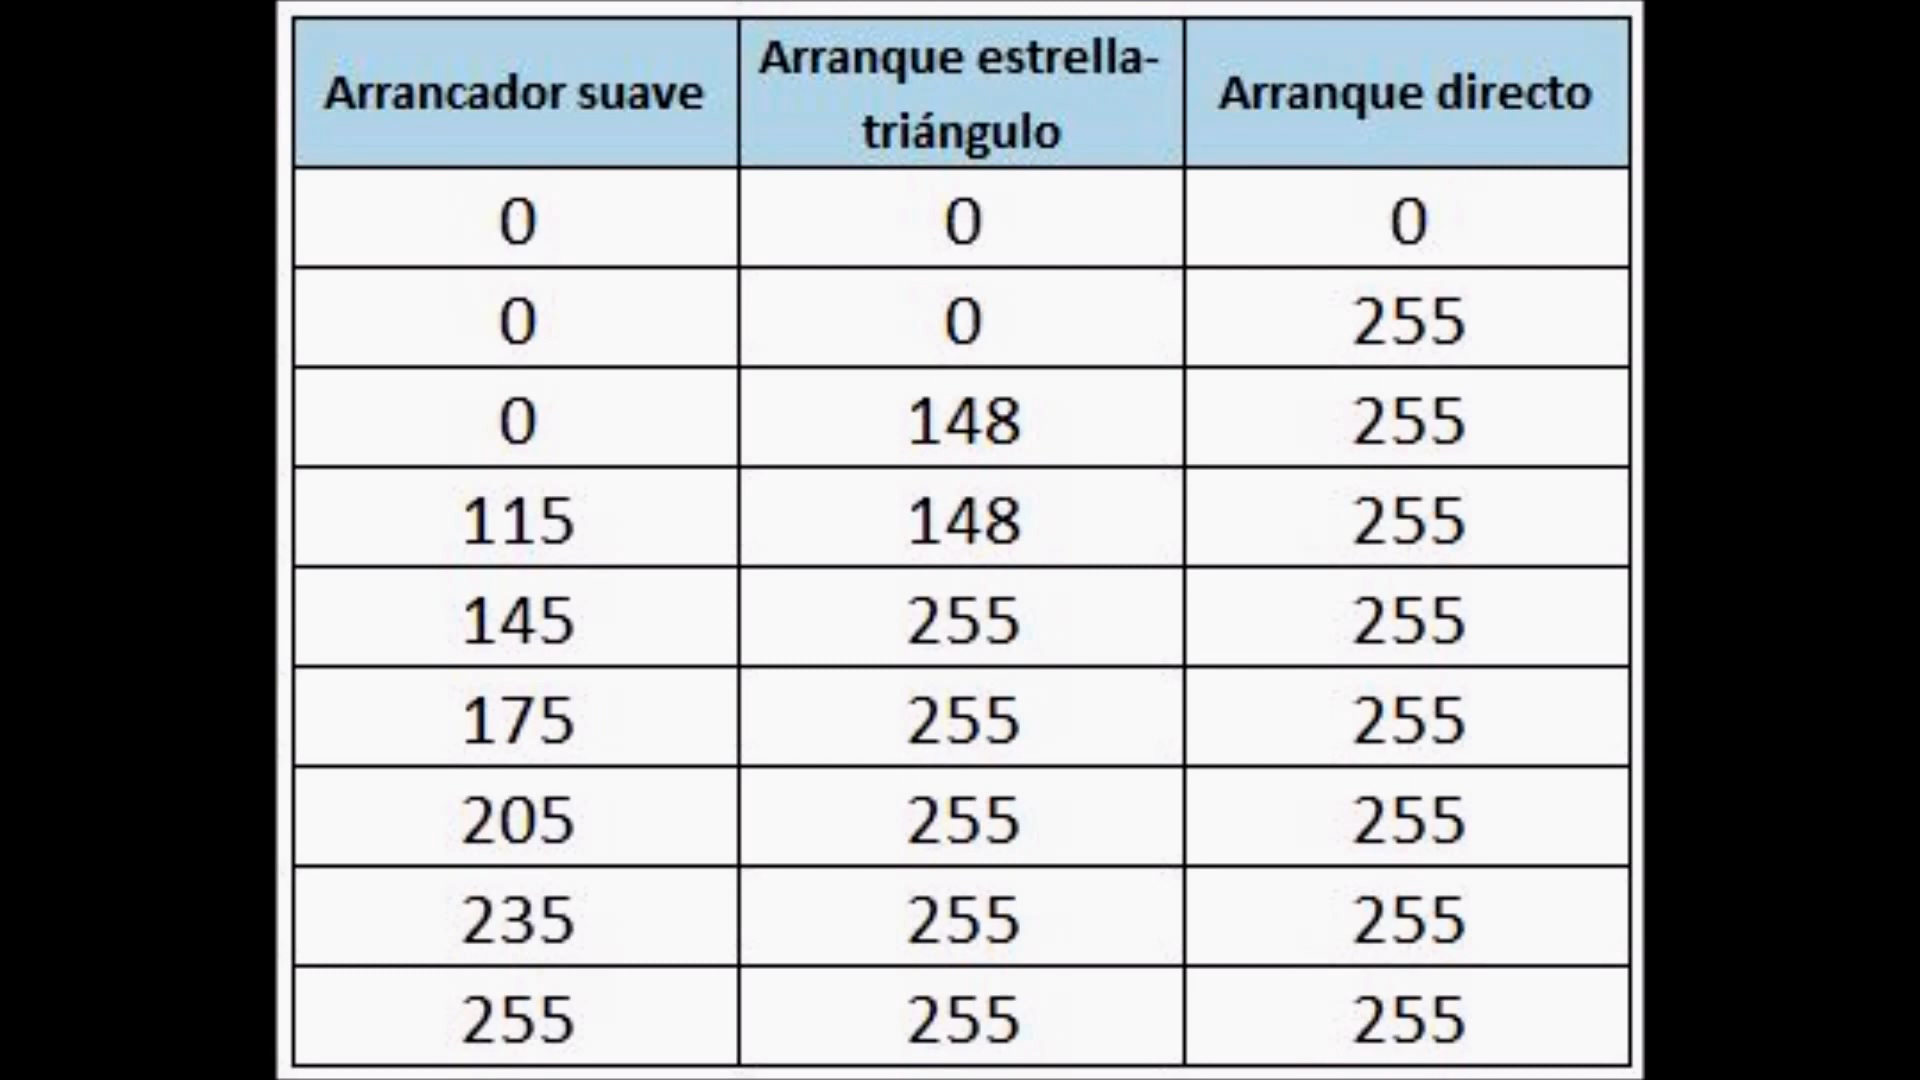 Arrancador suave Arranque estrella- Arranque directo
triángulo
0 0 0
0 0 255
0 148 255
115 148 255
145 255 255
175 255 255
205 255 255
235 255 255
255 255 255